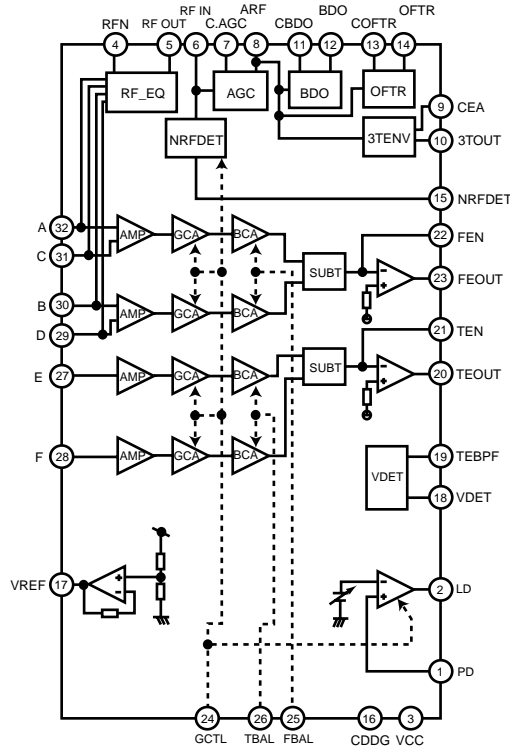 RFN RF OUT RF IN C.AGC ARF CBDO BDO COFTR OFTR
4 5 6 7 8 11 12 13 14
RF_EQ AGC BDO OFTR
9 CEA
NRFDET 3TENV
10 3TOUT
15 NRFDET
A 32 AMP GCA BCA
22 FEN
C 31
SUBT
23 FEOUT
B 30
AMP GCA BCA
D 29
21 TEN
E 27 AMP GCA BCA SUBT
20 TEOUT
F 28 AMP GCA BCA
19 TEBPF
VDET
18 VDET
VREF 17
2 LD
1 PD
24 26 25 16 3
GCTL TBAL FBAL CDDG VCC
+
-
-
+
-
+
-
+